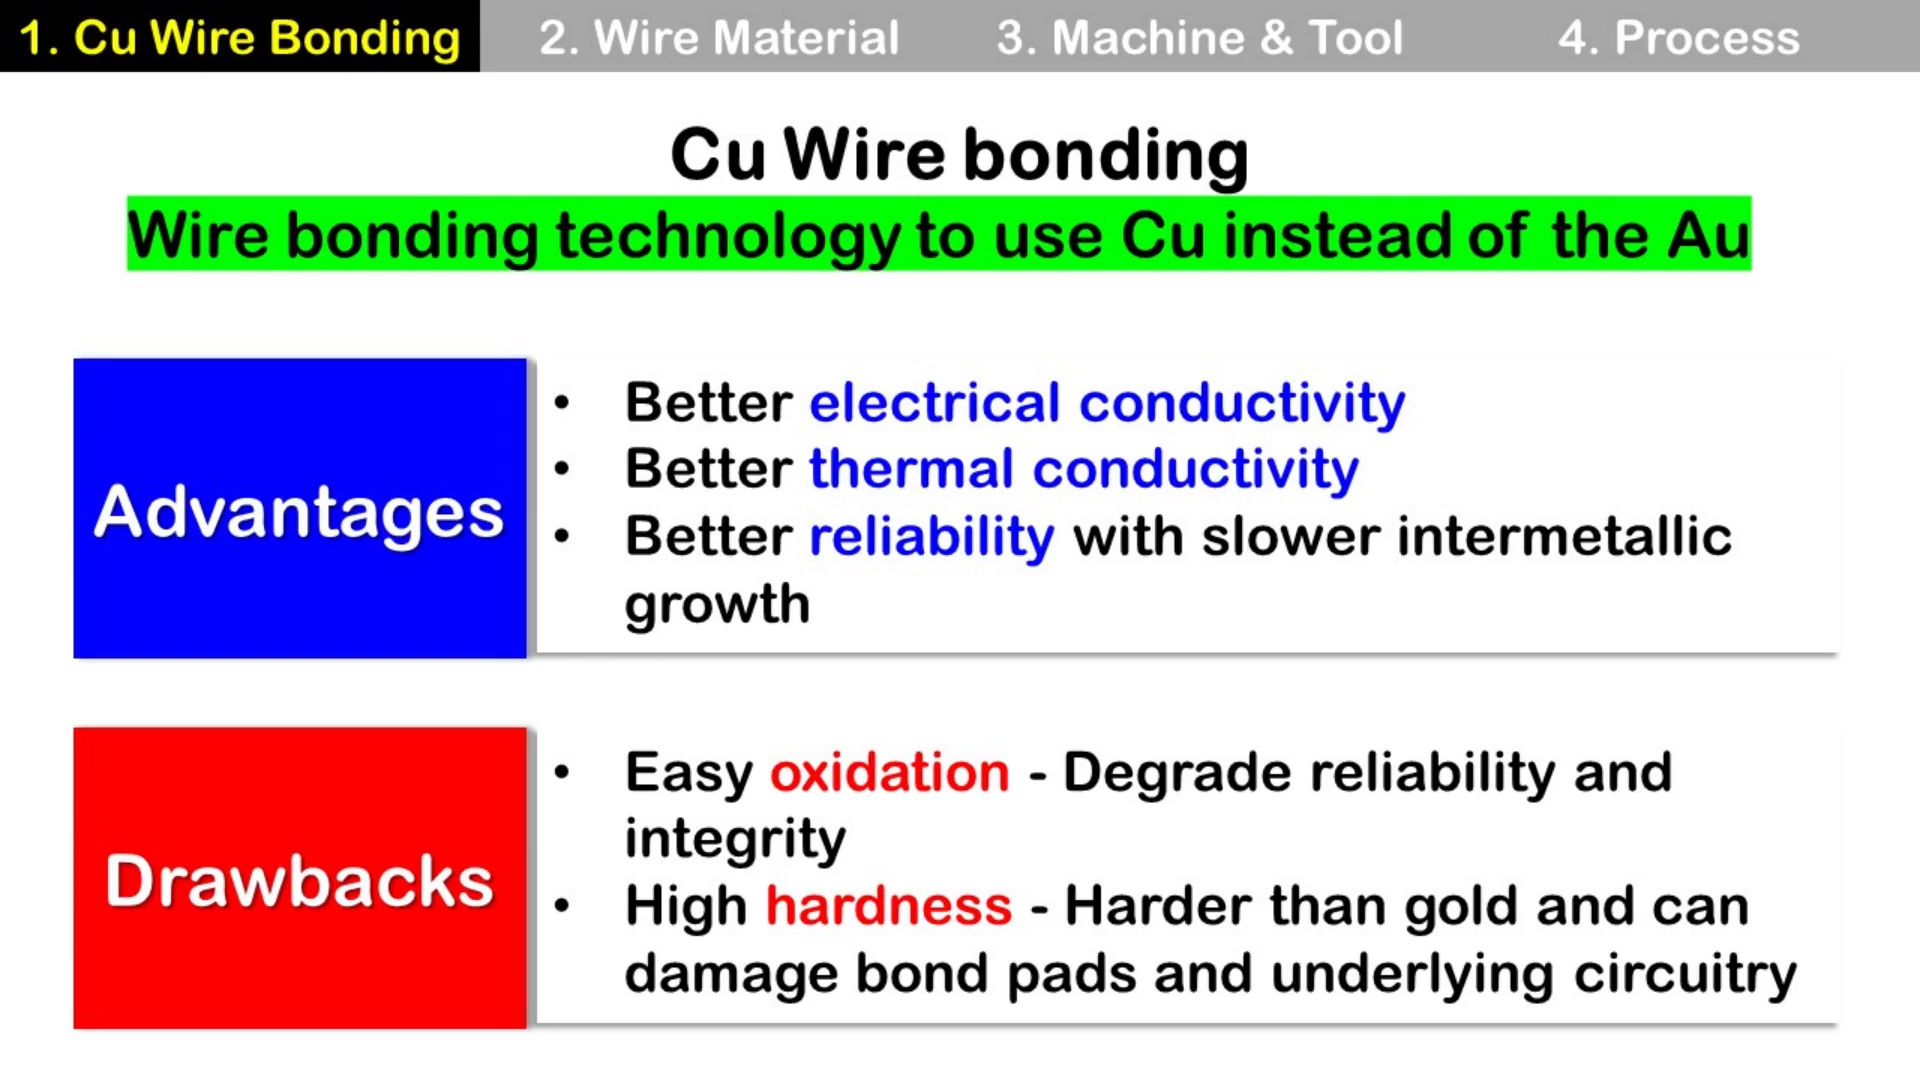 1. Cu Wire Bonding
2. Wire Material
3. Machine & Tool
4. Process
Cu Wire bonding
Wire bonding technology to use Cu instead of the Au
Advantages
• Better electrical conductivity
• Better thermal conductivity
• Better reliability with slower intermetallic
growth
Drawbacks
• Easy oxidation - Degrade reliability and
integrity
• High hardness - Harder than gold and can
damage bond pads and underlying circuitry